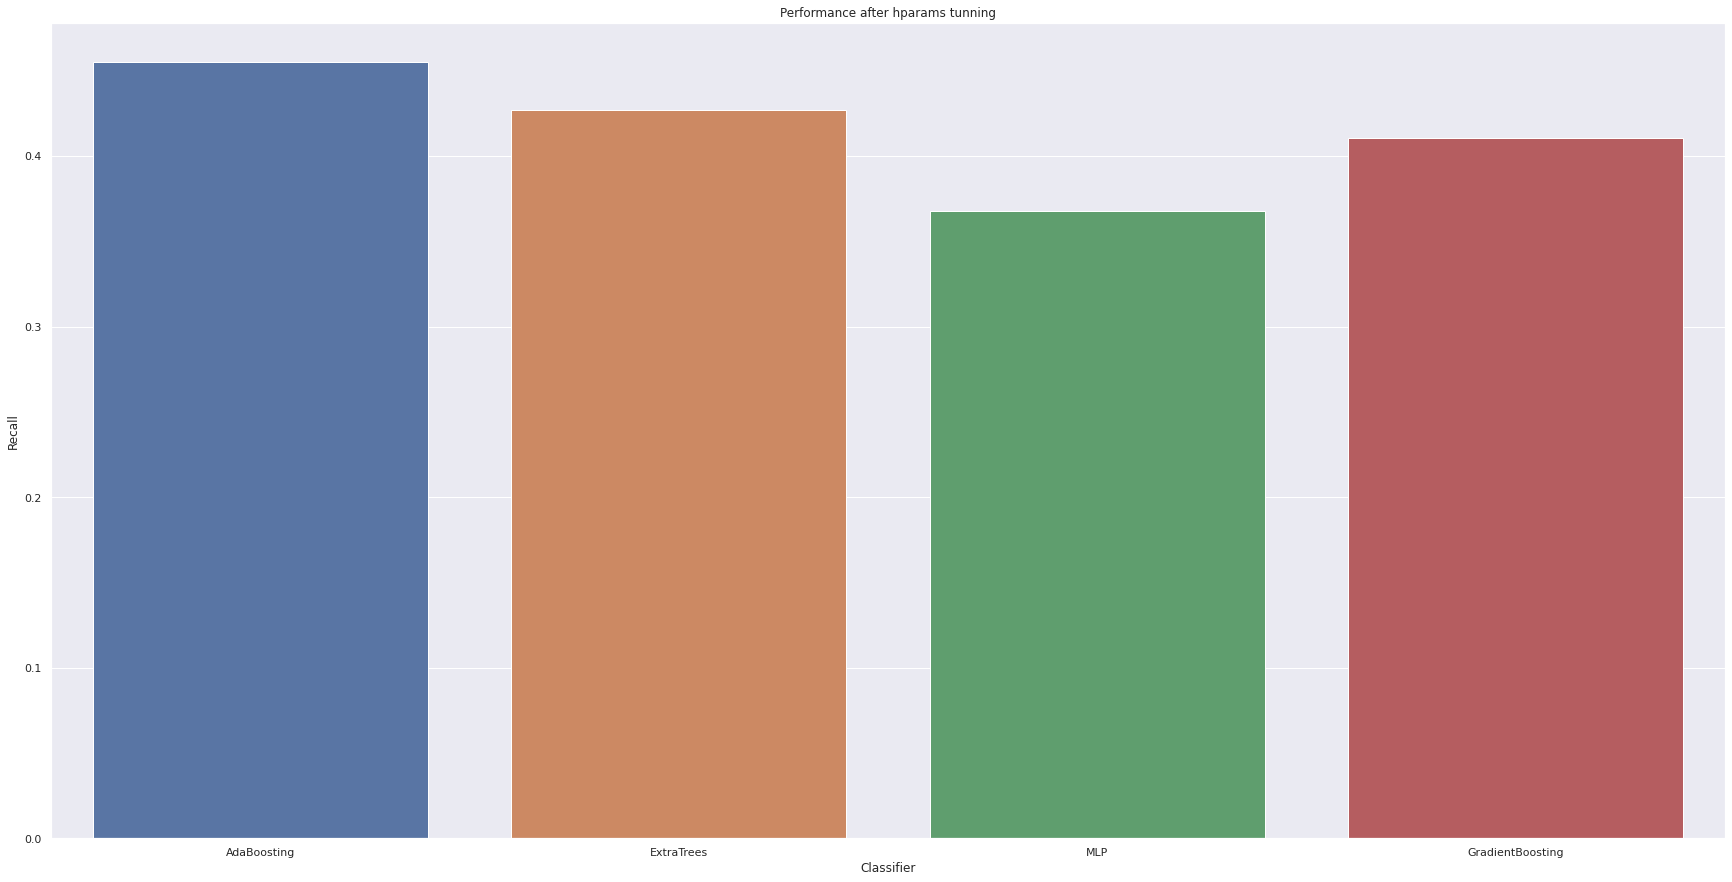 Performance after hparams tunning
Recall
0.4
0.3
0.2
0.1
0.0
AdaBoosting ExtraTrees MLP GradientBoosting
Classifier